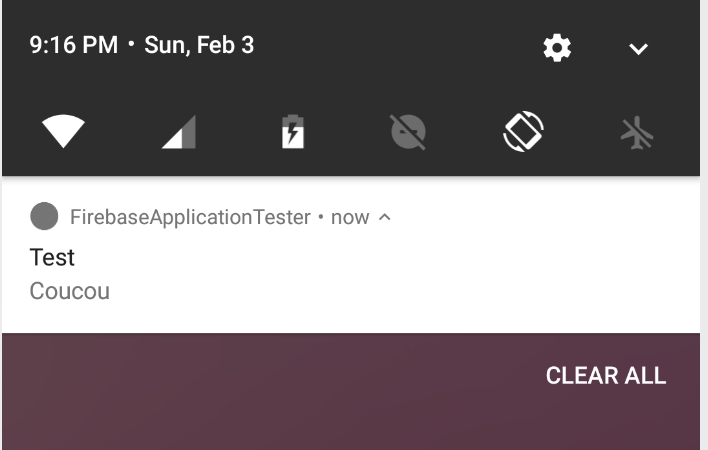 9:16 PM • Sun, Feb 3
FirebaseApplicationTester • now
Test
Coucou
CLEAR ALL